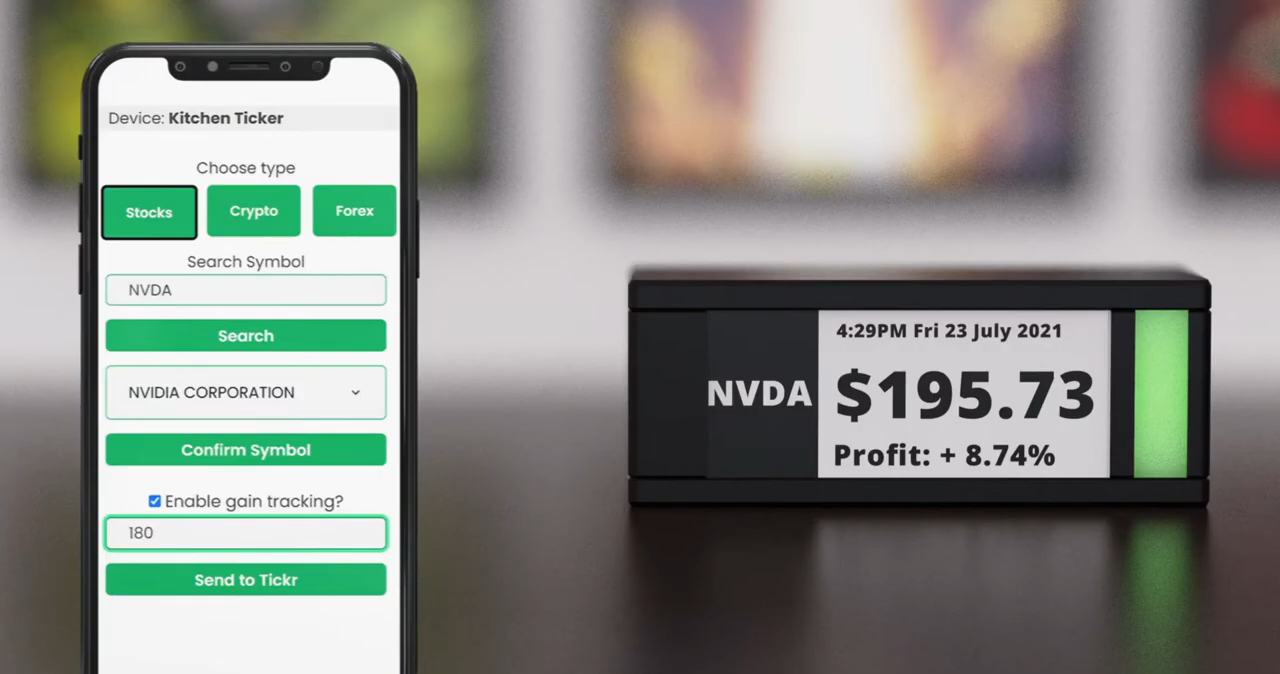 Device: Kitchen Ticker
Choose type
Stocks Crypto Forex
Search Symbol
NVDA
Search
NVIDIA CORPORATION
Confirm Symbol
Enable gain tracking?
180
Send to Tickr
4:29PM Fri 23 July 2021
NVDA $195.73
Profit: + 8.74%